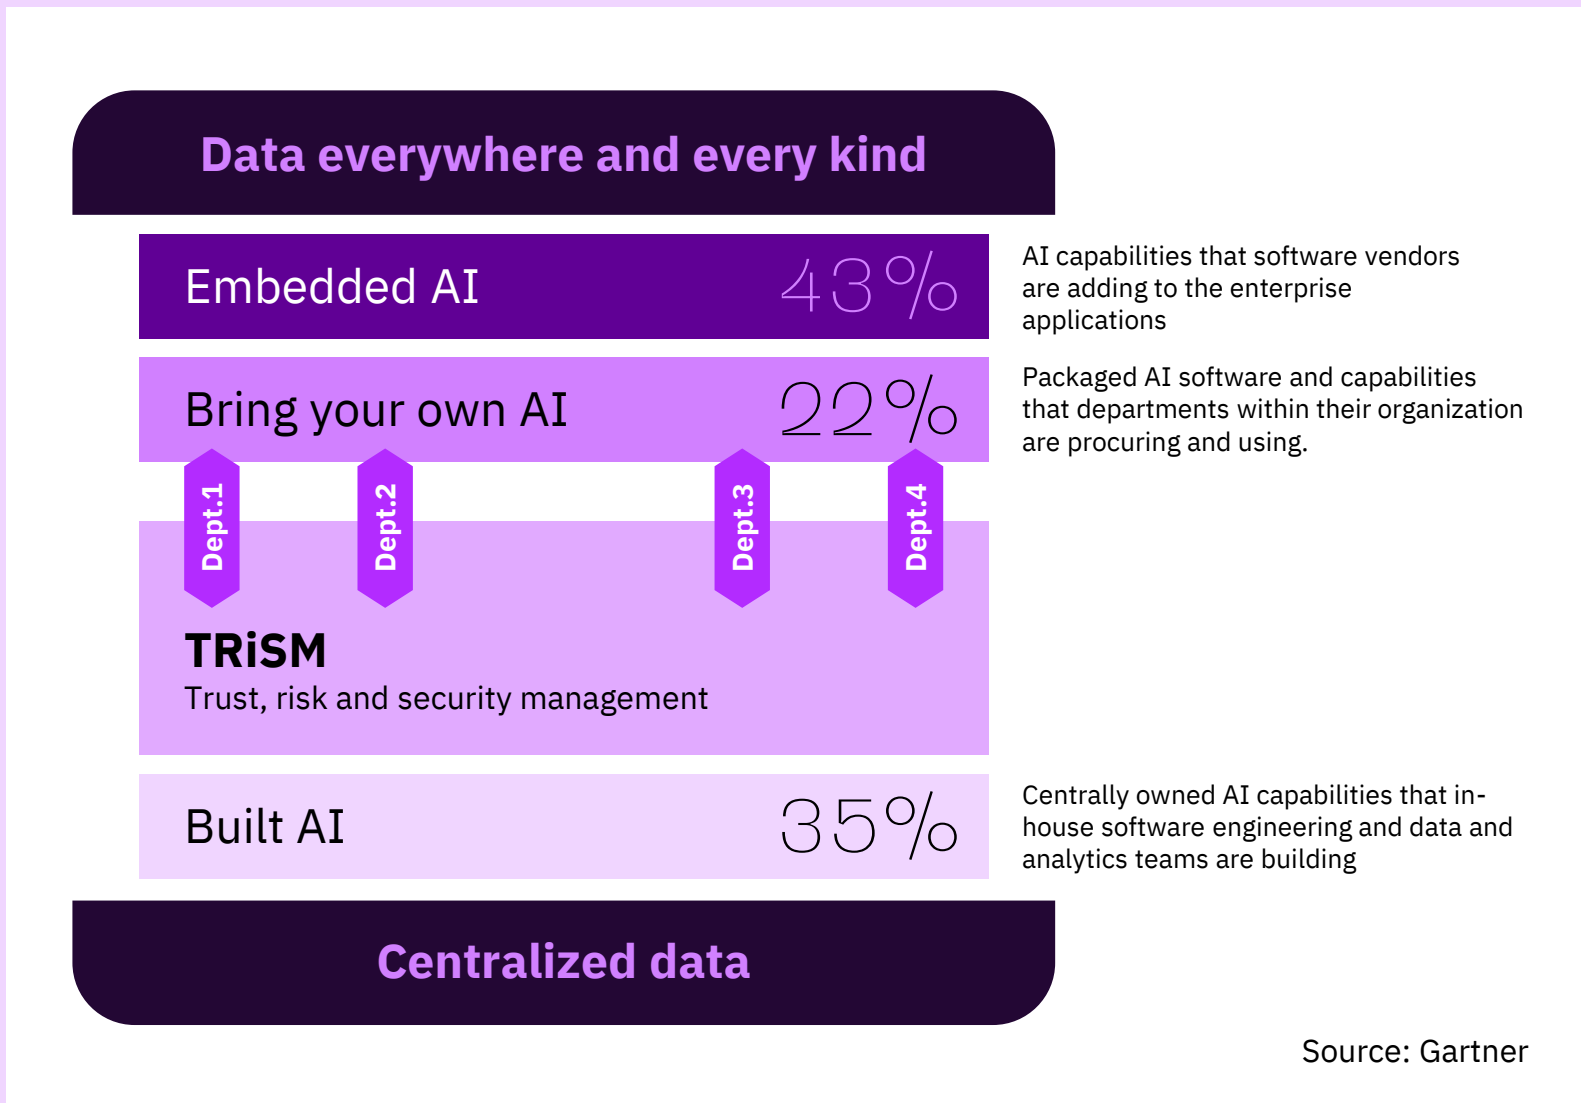 Data everywhere and every kind
Embedded AI
43%
AI capabilities that software vendors
are adding to the enterprise
applications
Bring your own AI
22%
Packaged AI software and capabilities
that departments within their organization
are procuring and using.
Dept.1
Dept.2
Dept.3
Dept.4
TRiSM
Trust, risk and security management
Built AI
35%
Centrally owned AI capabilities that in-
house software engineering and data and
analytics teams are building
Centralized data
Source: Gartner